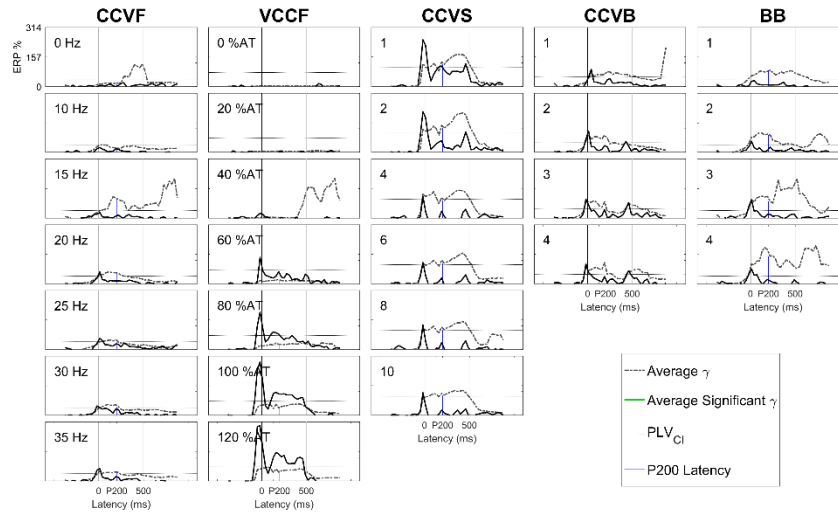 CCVF VCCF CCVS CCVB BB
314
157
0
ERP %
0 Hz 0 %AT 1 1 1
10 Hz 20 %AT 2 2 2
15 Hz 40 %AT 4 3 3
20 Hz 60 %AT 6 4 4
0 P200 500 0 P200 500
Latency (ms) Latency (ms)
25 Hz 80 %AT 8
30 Hz 100 %AT 10
0 P200 500
Latency (ms)
35 Hz 120 %AT
0 P200 500 0 P200 500
Latency (ms) Latency (ms)
Average γ
Average Significant γ
PLVCI
P200 Latency